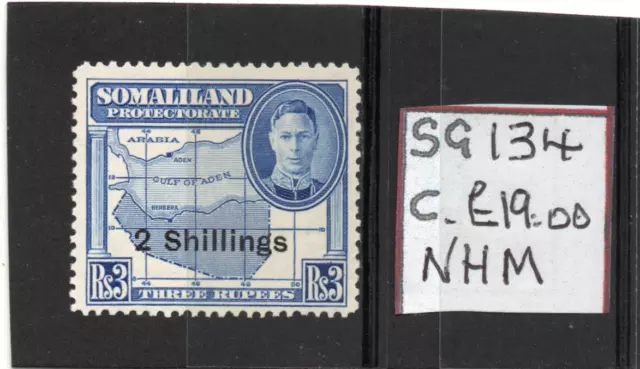 SOMALILAND
PROTECTORATE
ARABIA
ADEN
GULF OF ADEN
BERBERA
2 Shillings
Rs3
THREE RUPEES
Rs3
SG 134
C. £19.00
NHM